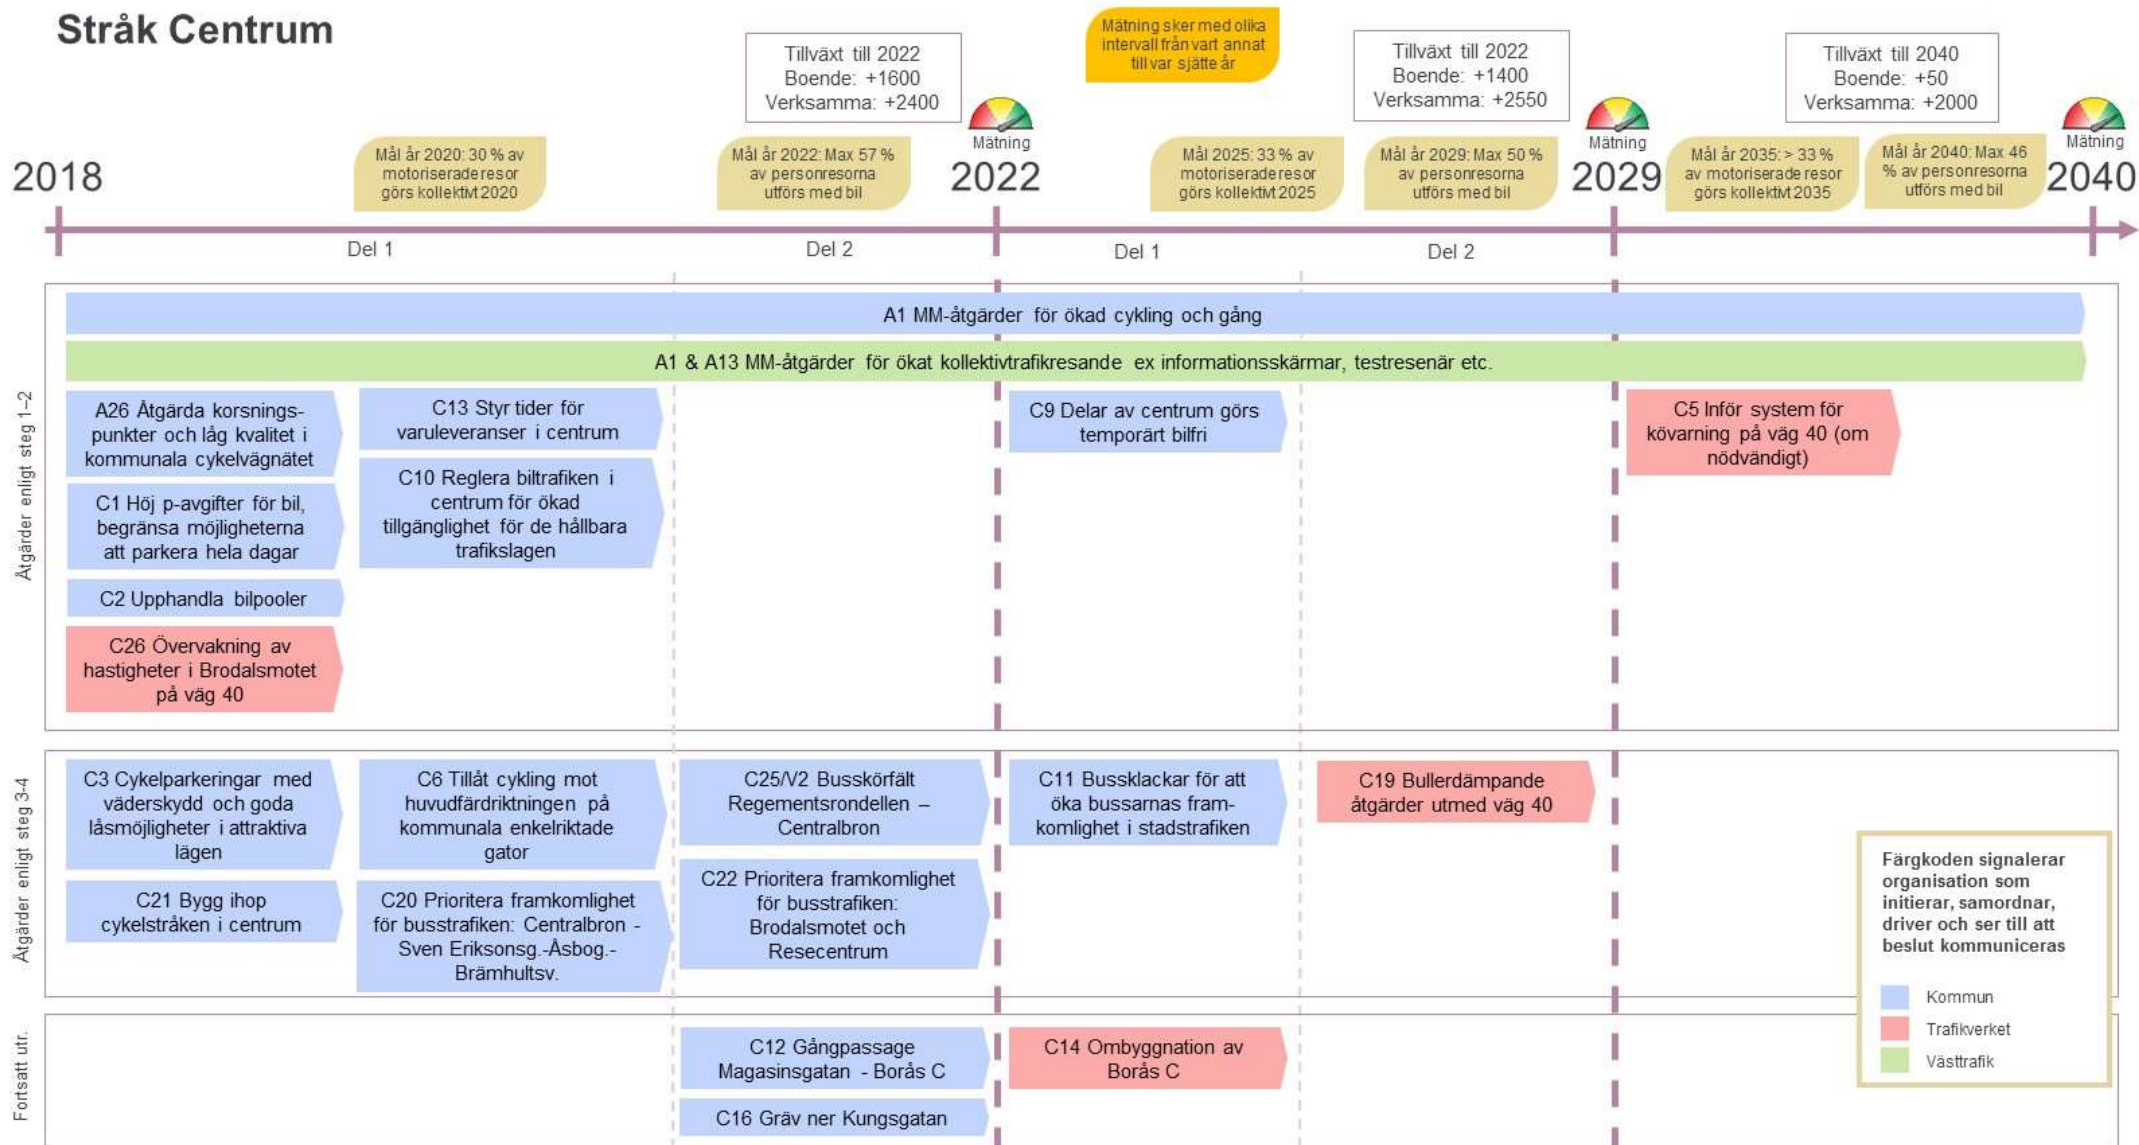 Stråk Centrum
Tillväxt till 2022
Boende: +1600
Verksamma: +2400
Mätning sker med olika
intervall från vart annat
till var sjätte år
Tillväxt till 2022
Boende: +1400
Verksamma: +2550
Tillväxt till 2040
Boende: +50
Verksamma: +2000
2018
Mål år 2020: 30 % av
motoriserade resor
görs kollektivt 2020
Mål år 2022: Max 57 %
av personresorna
utförs med bil
Mätning
2022
Mål 2025: 33 % av
motoriserade resor
görs kollektivt 2025
Mål år 2029: Max 50 %
av personresorna
utförs med bil
Mätning
2029
Mål år 2035: > 33 %
av motoriserade resor
görs kollektivt 2035
Mål år 2040: Max 46
% av personresorna
utförs med bil
Mätning
2040
Del 1
Del 2
Del 1
Del 2
Åtgärder enligt steg 1–2
A1 MM-åtgärder för ökad cykling och gång
A1 & A13 MM-åtgärder för ökat kollektivtrafikresande ex informationsskärmar, testresenär etc.
A26 Åtgärda korsnings-
punkter och låg kvalitet i
kommunala cykelvägnätet
C1 Höj p-avgifter för bil,
begränsa möjligheterna
att parkera hela dagar
C2 Upphandla bilpooler
C26 Övervakning av
hastigheter i Brodalsmotet
på väg 40
C13 Styr tider för
varuleveranser i centrum
C10 Reglera biltrafiken i
centrum för ökad
tillgänglighet för de hållbara
trafikslagen
C9 Delar av centrum görs
temporärt bilfri
C5 Inför system för
kövarning på väg 40 (om
nödvändigt)
Åtgärder enligt steg 3-4
C3 Cykelparkeringar med
väderskydd och goda
låsmöjligheter i attraktiva
lägen
C21 Bygg ihop
cykelstråken i centrum
C6 Tillåt cykling mot
huvudfärdriktningen på
kommunala enkelriktade
gator
C20 Prioritera framkomlighet
för busstrafiken: Centralbron -
Sven Eriksonsg.-Åsbog.-
Brämhultsv.
C25/V2 Busskörfält
Regementsrondellen –
Centralbron
C22 Prioritera framkomlighet
för busstrafiken:
Brodalsmotet och
Resecentrum
C11 Bussklackar för att
öka bussarnas fram-
komlighet i stadstrafiken
C19 Bullerdämpande
åtgärder utmed väg 40
Fortsatt utr.
C12 Gångpassage
Magasinsgatan - Borås C
C16 Gräv ner Kungsgatan
C14 Ombyggnation av
Borås C
Färgkoden signalerar
organisation som
initierar, samordnar,
driver och ser till att
beslut kommuniceras
Kommun
Trafikverket
Västtrafik